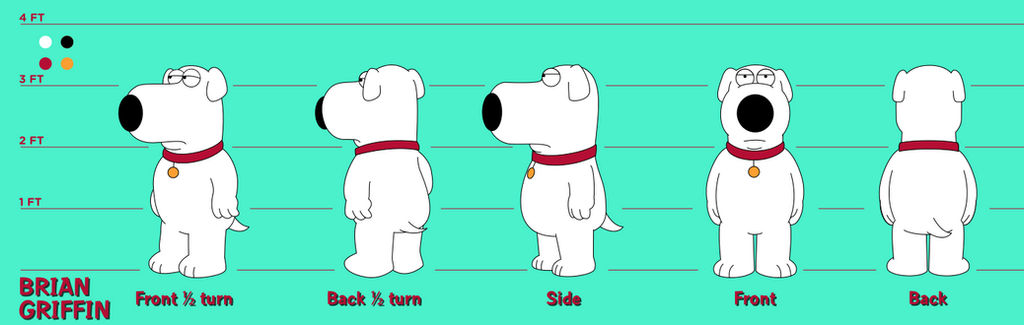 4 FT
3 FT
2 FT
1 FT
BRIAN
GRIFFIN
Front ½ turn
Back ½ turn
Side
Front
Back